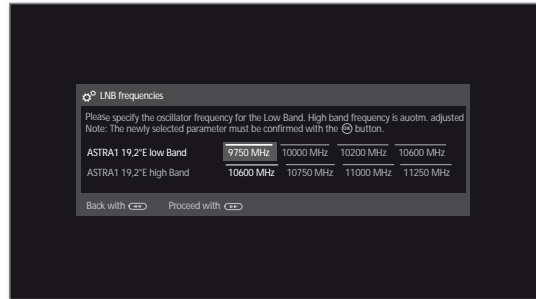 LNB frequencies
Please specify the oscillator frequency for the Low Band. High band frequency is auotm. adjusted
Note: The newly selected parameter must be confirmed with the OK button.
ASTRA1 19,2°E low Band 9750 MHz 10000 MHz 10200 MHz 10600 MHz
ASTRA1 19,2°E high Band 10600 MHz 10750 MHz 11000 MHz 11250 MHz
Back with Proceed with